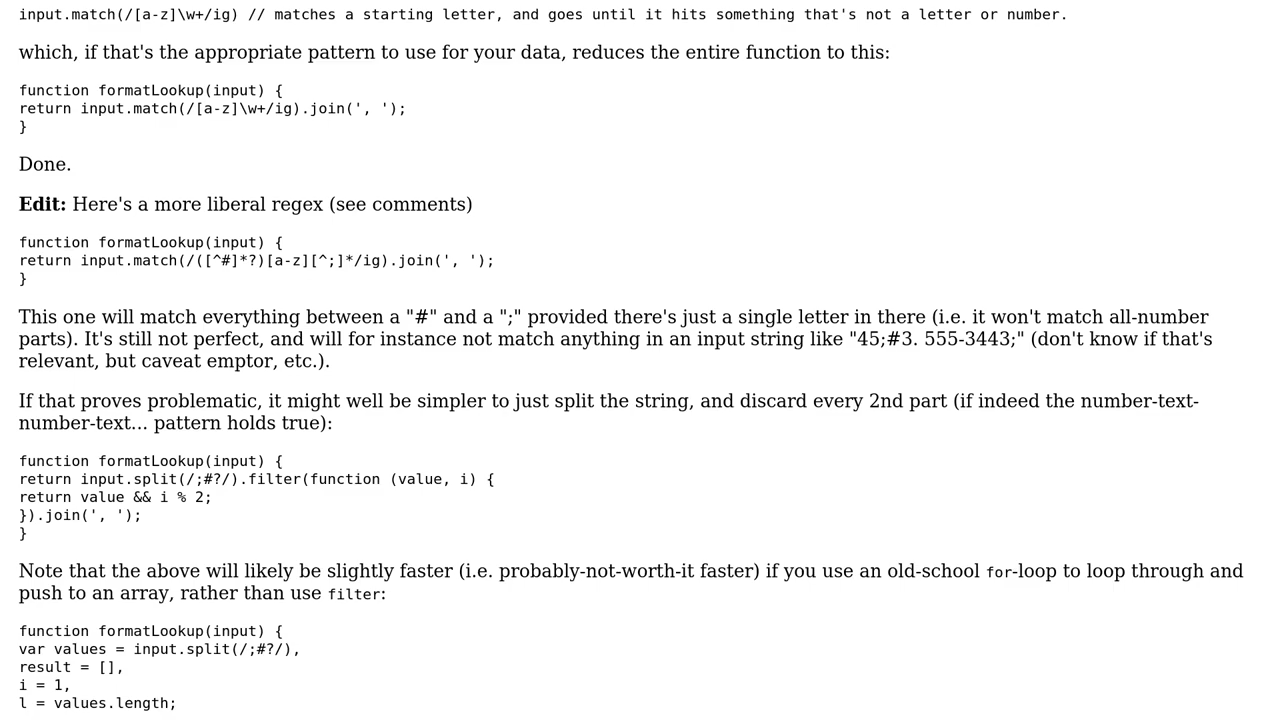 input.match(/[a-z]\w+/ig) // matches a starting letter, and goes until it hits something that's not a letter or number.
which, if that's the appropriate pattern to use for your data, reduces the entire function to this:
function formatLookup(input) {
return input.match(/[a-z]\w+/ig).join(', ');
}
Done.
Edit: Here's a more liberal regex (see comments)
function formatLookup(input) {
return input.match(/([^#]*?)[a-z][^;]*/ig).join(', ');
}
This one will match everything between a "#" and a ";" provided there's just a single letter in there (i.e. it won't match all-number
parts). It's still not perfect, and will for instance not match anything in an input string like "45;#3. 555-3443;" (don't know if that's
relevant, but caveat emptor, etc.).
If that proves problematic, it might well be simpler to just split the string, and discard every 2nd part (if indeed the number-text-
number-text... pattern holds true):
function formatLookup(input) {
return input.split(/;#?/).filter(function (value, i) {
return value && i % 2;
}).join(', ');
}
Note that the above will likely be slightly faster (i.e. probably-not-worth-it faster) if you use an old-school for-loop to loop through and
push to an array, rather than use filter:
function formatLookup(input) {
var values = input.split(/;#?/),
result = [],
i = 1,
l = values.length;